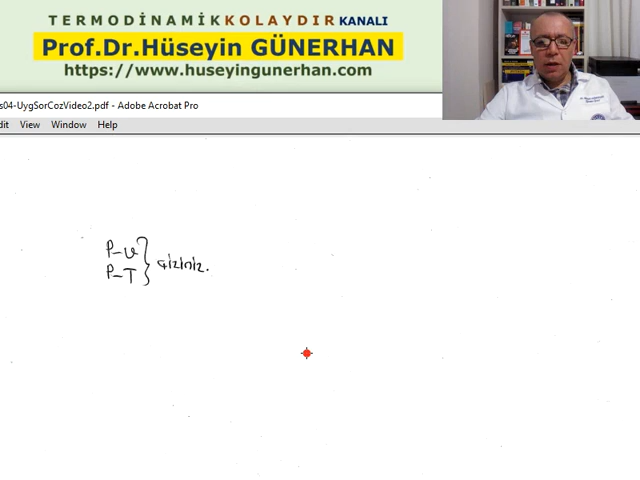 TERMODİNAMİKKOLAYDIR KANALI
Prof.Dr.Hüseyin GÜNERHAN
https://www.huseyingunerhan.com
s04-UygSorCozVideo2.pdf - Adobe Acrobat Pro
dit View Window Help
P-v
P-T } çiziniz.